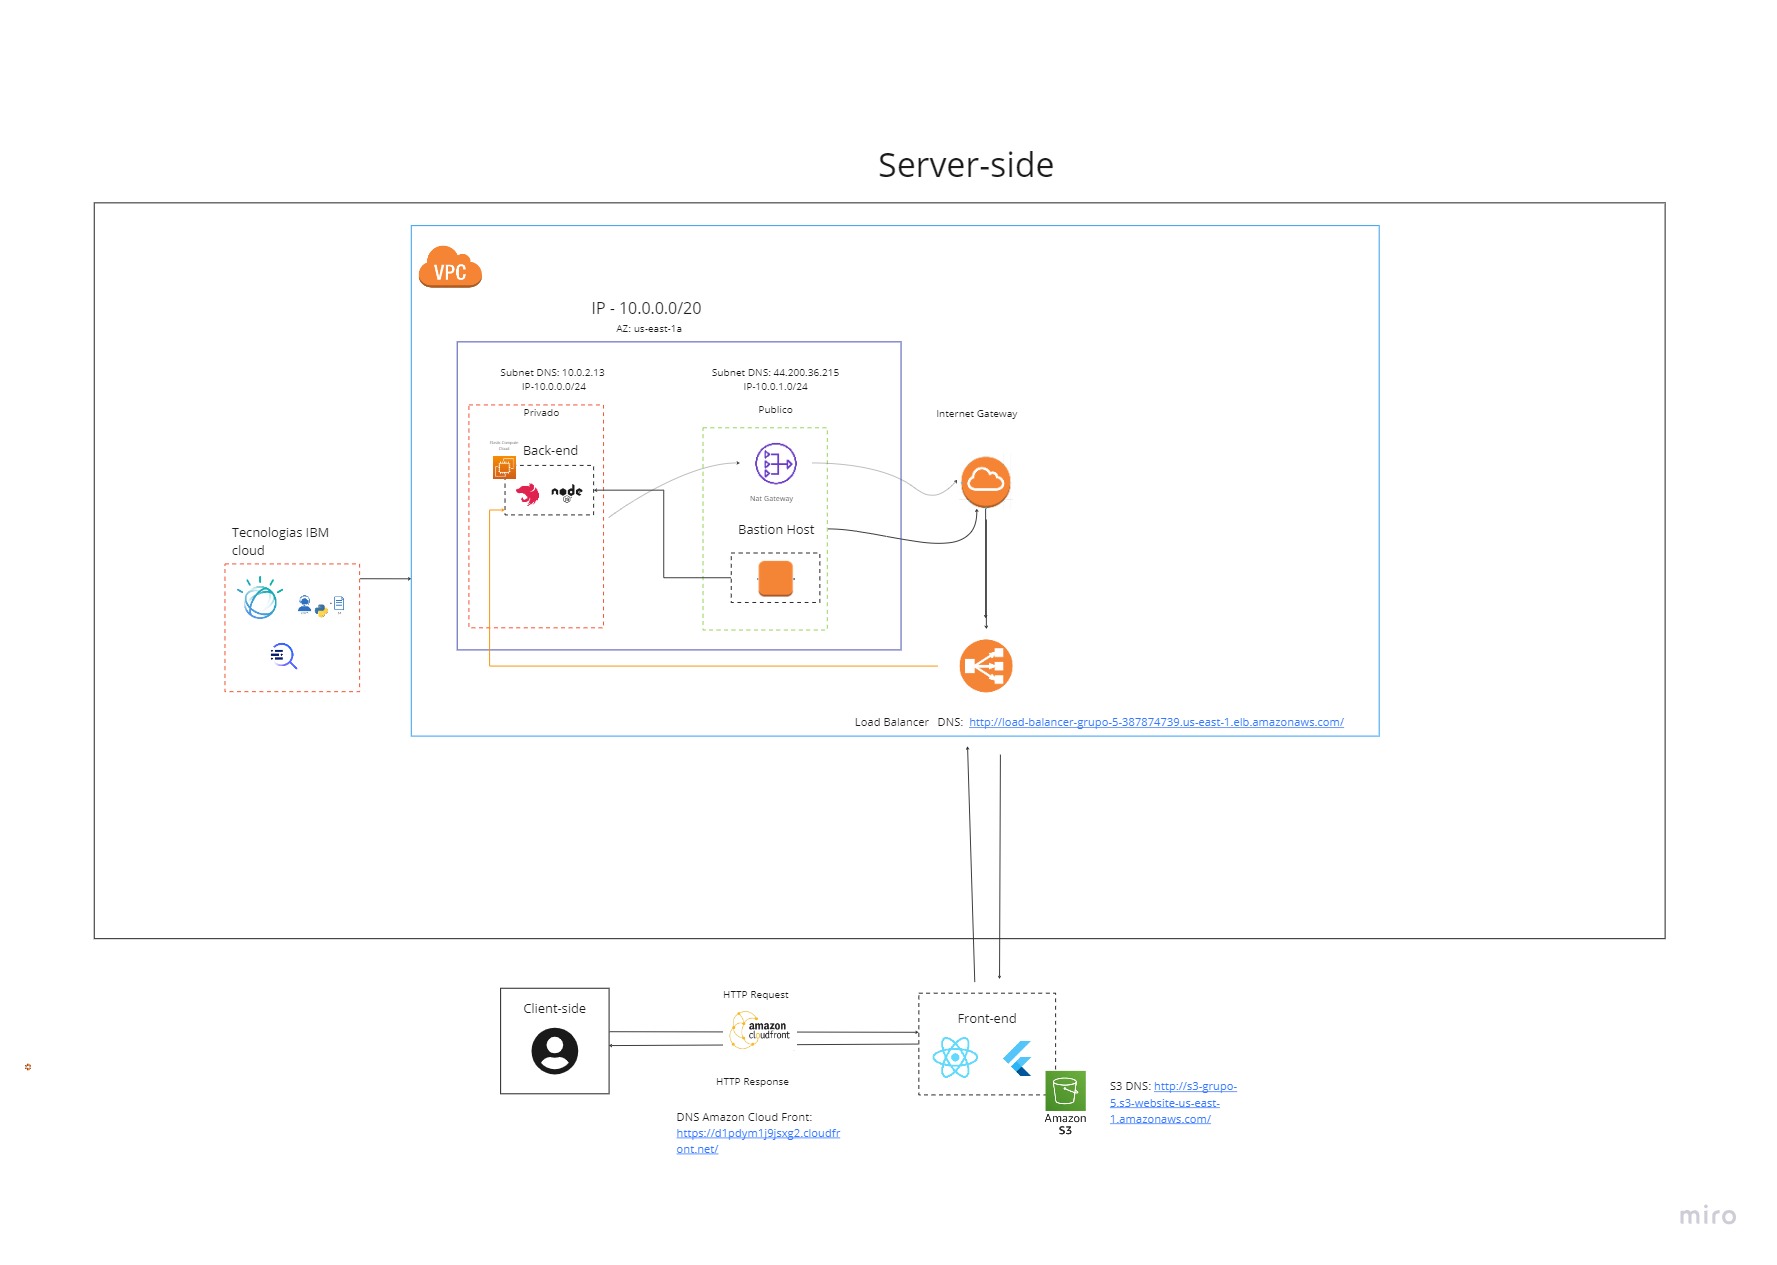 Server-side
VPC
IP - 10.0.0.0/20
AZ: us-east-1a
Subnet DNS: 10.0.2.13
IP-10.0.0.0/24
Privado
Subnet DNS: 44.200.36.215
IP-10.0.1.0/24
Publico
Internet Gateway
Elastic Compute
Cloud
Back-end
node
Nat Gateway
Bastion Host
Tecnologias IBM
cloud
Load Balancer DNS: http://load-balancer-grupo-5-387874739.us-east-1.elb.amazonaws.com/
Client-side
HTTP Request
amazon
cloudfront
HTTP Response
DNS Amazon Cloud Front:
https://d1pdym1j9jsxg2.cloudfr
ont.net/
Front-end
Amazon
S3
S3 DNS: http://s3-grupo-
5.s3-website-us-east-
1.amazonaws.com/
miro